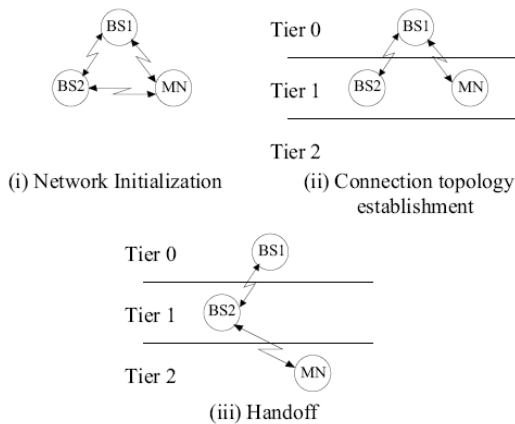 BS1
BS2
MN
(i) Network Initialization
Tier 0
BS1
Tier 1
BS2
MN
Tier 2
(ii) Connection topology
establishment
Tier 0
BS1
Tier 1
BS2
Tier 2
MN
(iii) Handoff